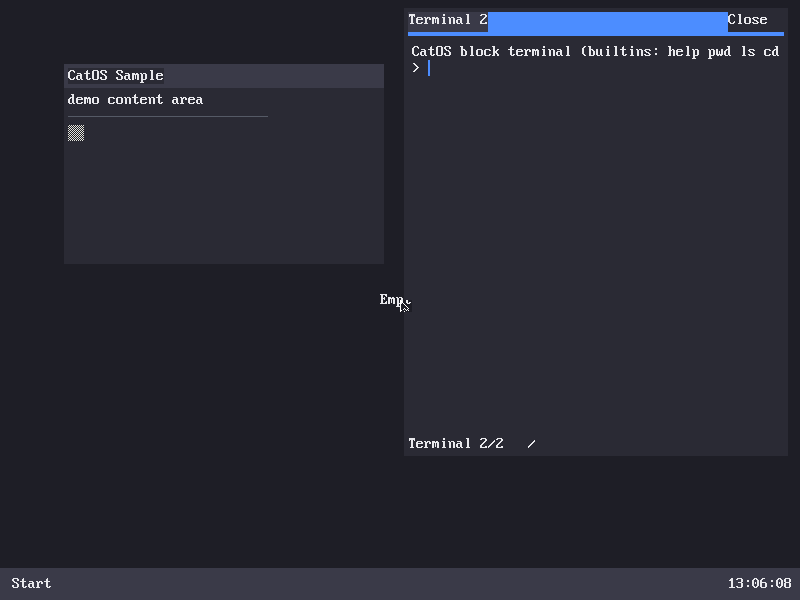 Terminal 2
Close
CatOS block terminal (builtins: help pwd ls cd
>
CatOS Sample
demo content area
Terminal 2/2 /
Start
13:06:08